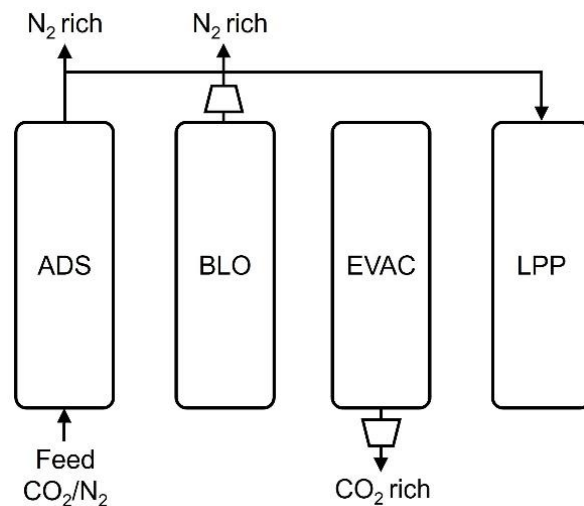 N₂ rich
N₂ rich
ADS
BLO
EVAC
LPP
Feed
CO₂/N₂
CO₂ rich